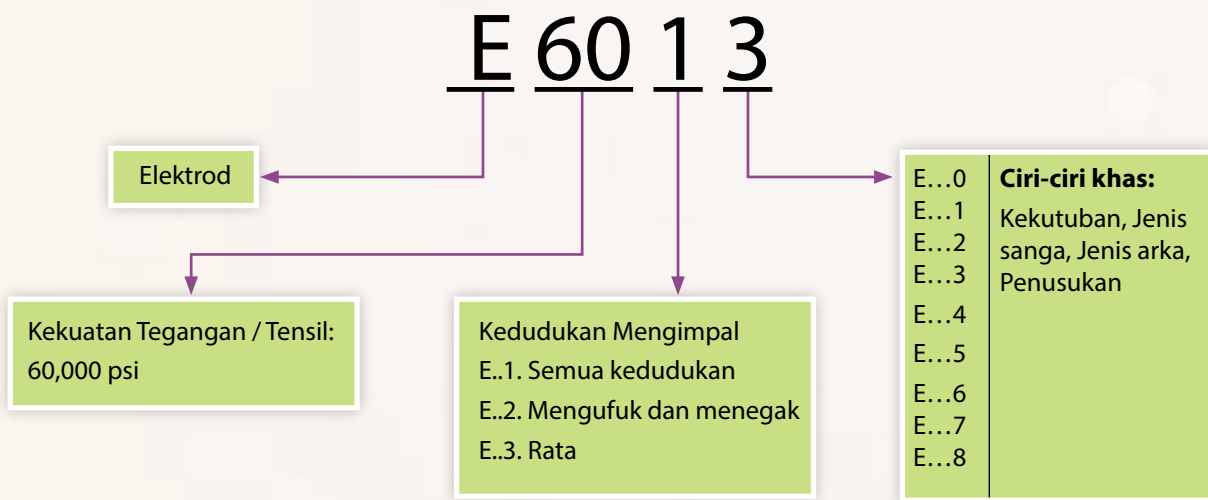 E 60 1 3
Elektrod
Kekuatan Tegangan / Tensil:
60,000 psi
Kedudukan Mengimpal
E..1. Semua kedudukan
E..2. Mengufuk dan menegak
E..3. Rata
E...0
E...1
E...2
E...3
E...4
E...5
E...6
E...7
E...8
Ciri-ciri khas:
Kekutuban, Jenis
sanga, Jenis arka,
Penusukan